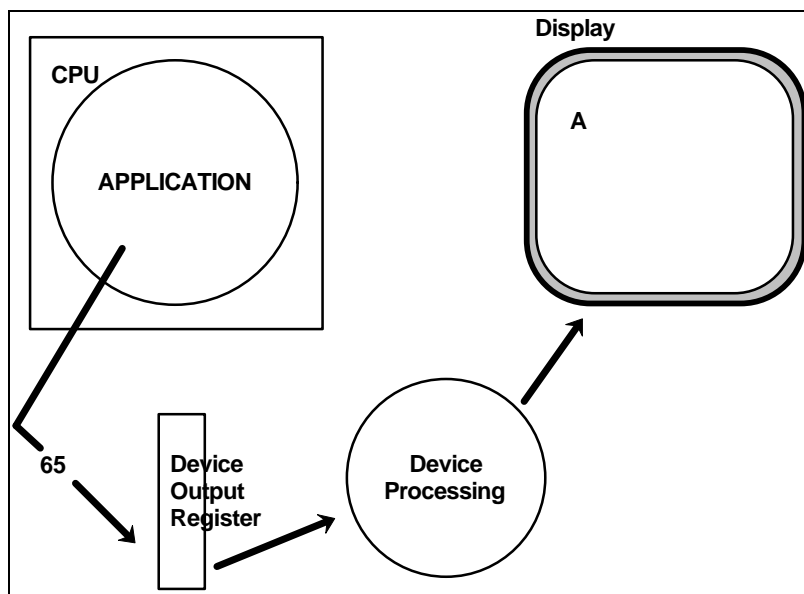 Display
CPU
A
APPLICATION
65
Device
Output
Register
Device
Processing